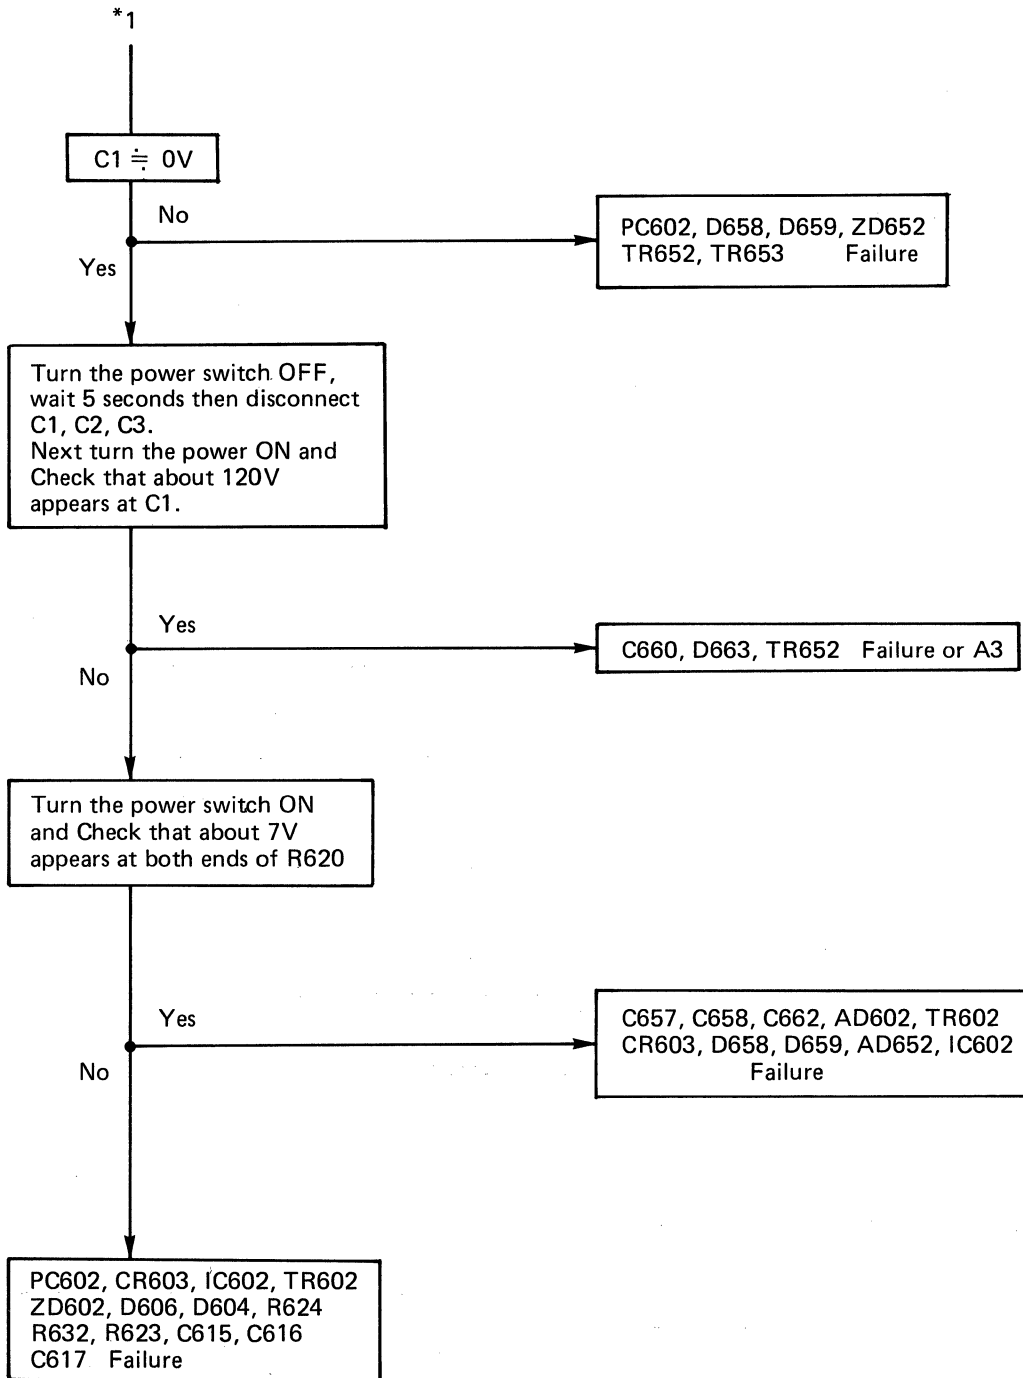 *1
C1 ≒ 0V
No
PC602, D658, D659, ZD652
TR652, TR653 Failure
Yes
Turn the power switch OFF,
wait 5 seconds then disconnect
C1, C2, C3.
Next turn the power ON and
Check that about 120V
appears at C1.
Yes
C660, D663, TR652 Failure or A3
No
Turn the power switch ON
and Check that about 7V
appears at both ends of R620
Yes
C657, C658, C662, AD602, TR602
CR603, D658, D659, AD652, IC602
Failure
No
PC602, CR603, IC602, TR602
ZD602, D606, D604, R624
R632, R623, C615, C616
C617 Failure